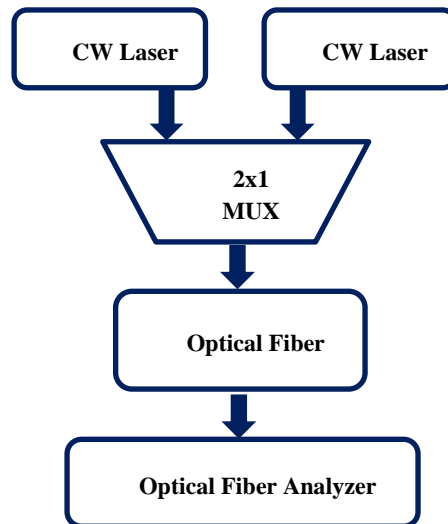 CW Laser
CW Laser
2x1
MUX
Optical Fiber
Optical Fiber Analyzer